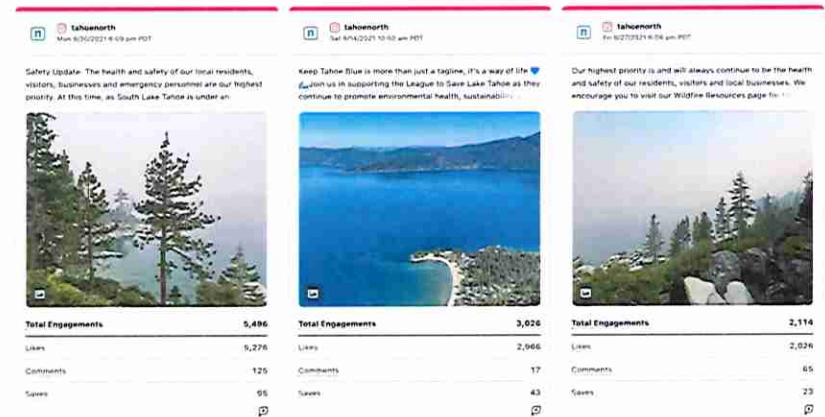 n tahoenorth
Mon 8/30/2021 6:09 pm PDT
Safety Update: The health and safety of our local residents,
visitors, businesses and emergency personnel are our highest
priority. At this time, as South Lake Tahoe is under an
Total Engagements 5,496
Likes 5,276
Comments 125
Saves 95
n tahoenorth
Sat 8/14/2021 10:50 am PDT
Keep Tahoe Blue is more than just a tagline, it's a way of life 💙
Join us in supporting the League to Save Lake Tahoe as they
continue to promote environmental health, sustainability
Total Engagements 3,026
Likes 2,966
Comments 17
Saves 43
n tahoenorth
Fri 8/27/2021 6:06 pm PDT
Our highest priority is and will always continue to be the health
and safety of our residents, visitors and local businesses. We
encourage you to visit our Wildfire Resources page for
Total Engagements 2,114
Likes 2,026
Comments 65
Saves 23